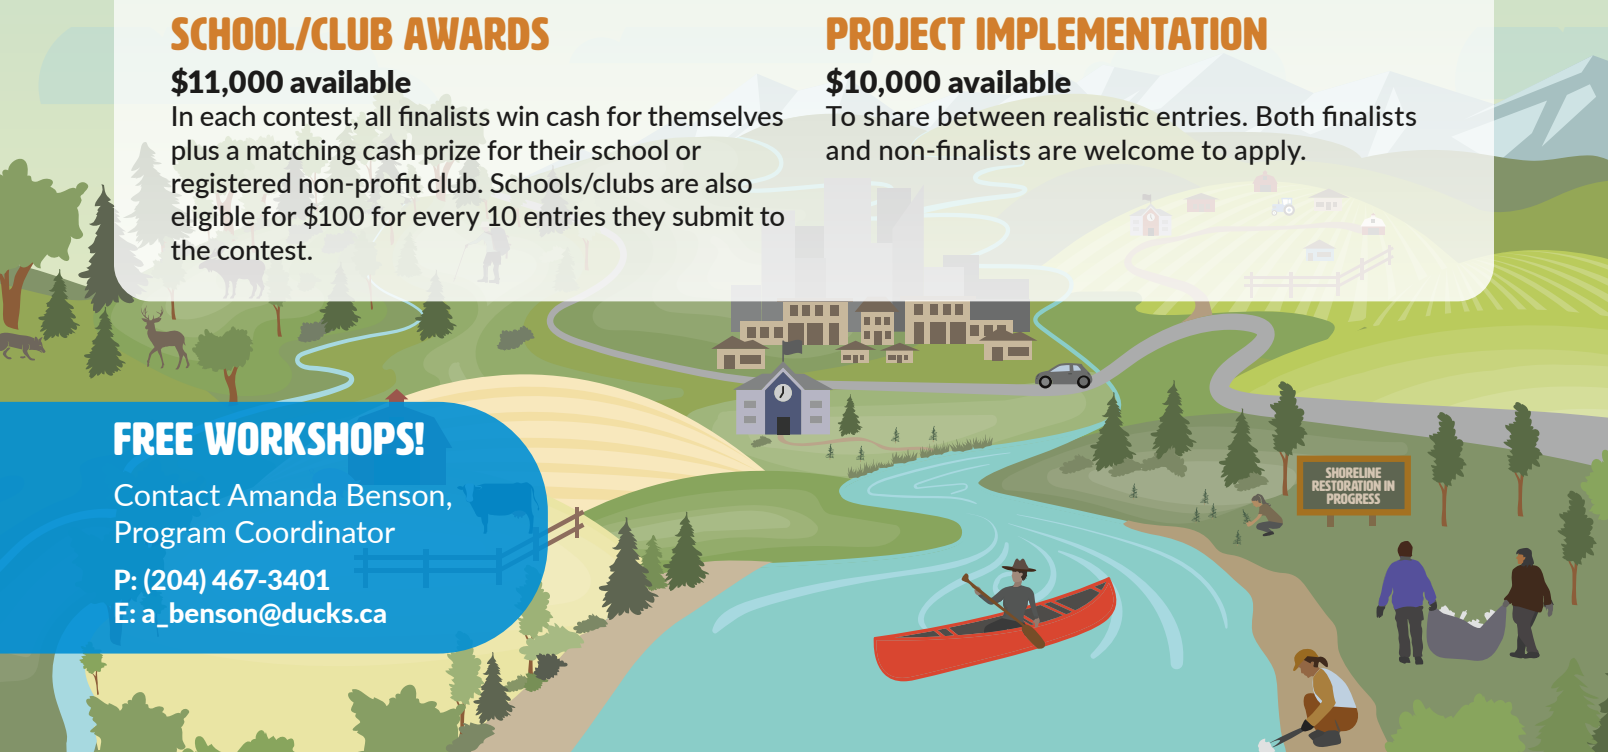 SCHOOL/CLUB AWARDS
$11,000 available
In each contest, all finalists win cash for themselves
plus a matching cash prize for their school or
registered non-profit club. Schools/clubs are also
eligible for $100 for every 10 entries they submit to
the contest.
PROJECT IMPLEMENTATION
$10,000 available
To share between realistic entries. Both finalists
and non-finalists are welcome to apply.
FREE WORKSHOPS!
Contact Amanda Benson,
Program Coordinator
P: (204) 467-3401
E: a_benson@ducks.ca
SHORELINE
RESTORATION IN
PROGRESS